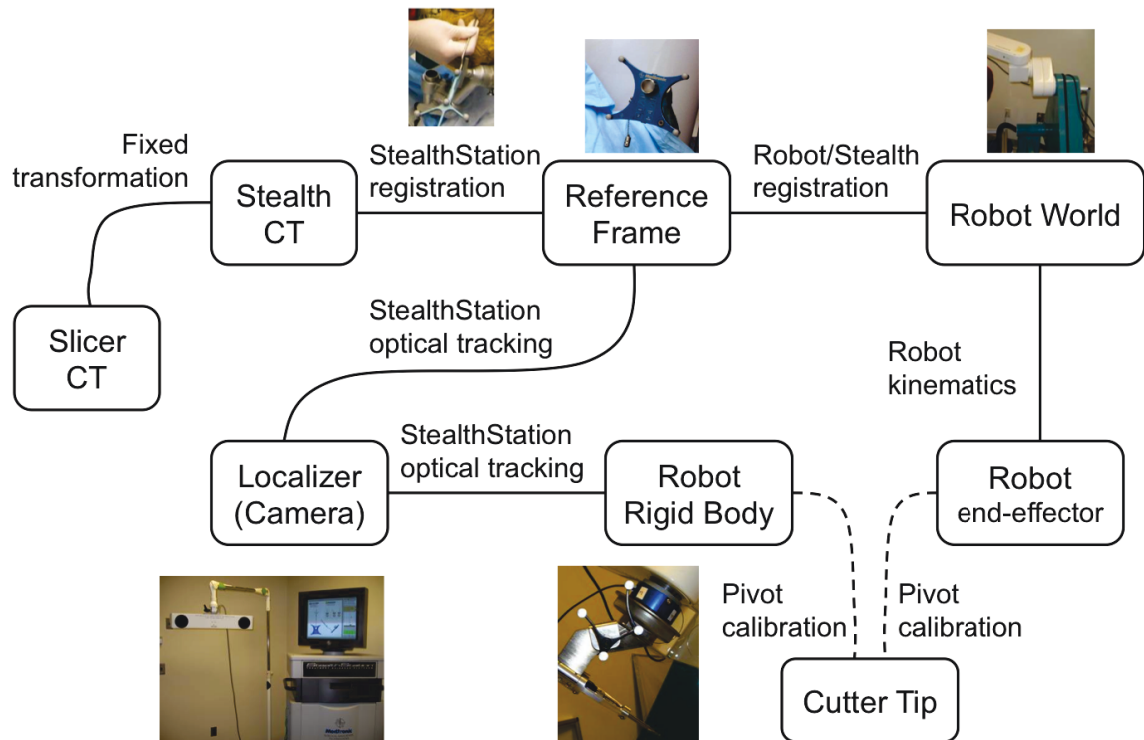 Fixed
transformation
StealthStation
registration
Robot/Stealth
registration
Stealth
CT
Reference
Frame
Robot World
Slicer
CT
StealthStation
optical tracking
Robot
kinematics
StealthStation
optical tracking
Localizer
(Camera)
Robot
Rigid Body
Robot
end-effector
Pivot
calibration
Pivot
calibration
Cutter Tip
Medtronic